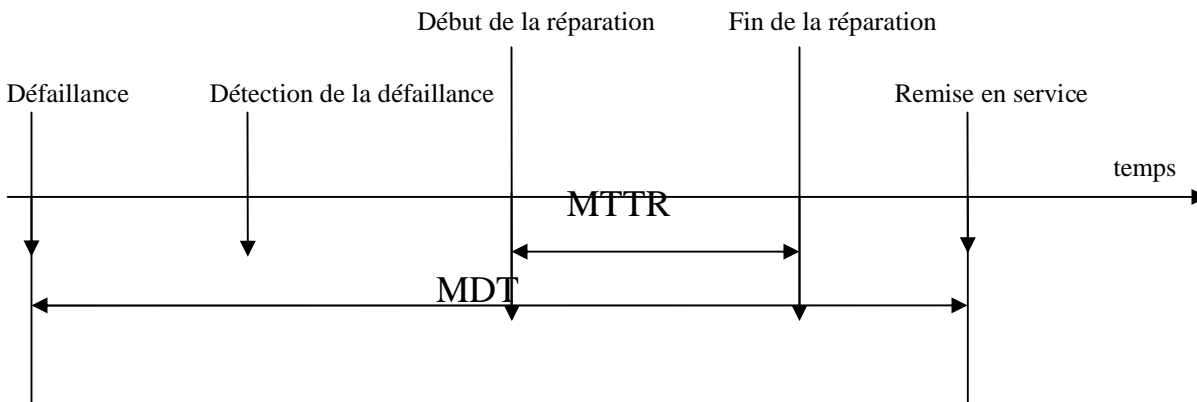 Début de la réparation
Fin de la réparation
Défaillance
Détection de la défaillance
Remise en service
temps
MTTR
MDT